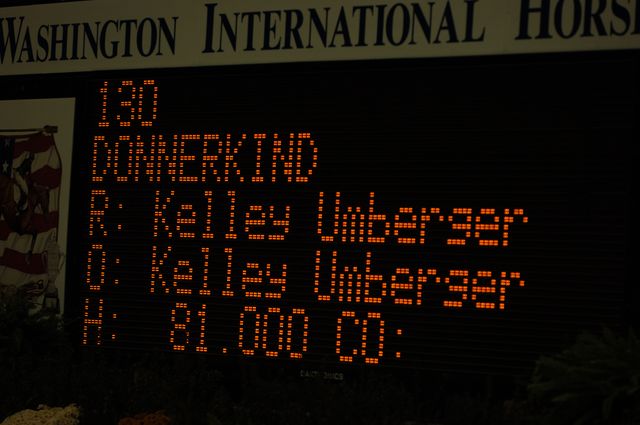 WASHINGTON INTERNATIONAL HORS
130
DONNERKIND
R: Kelley Umberger
O: Kelley Umberger
H: 81.000 CO: